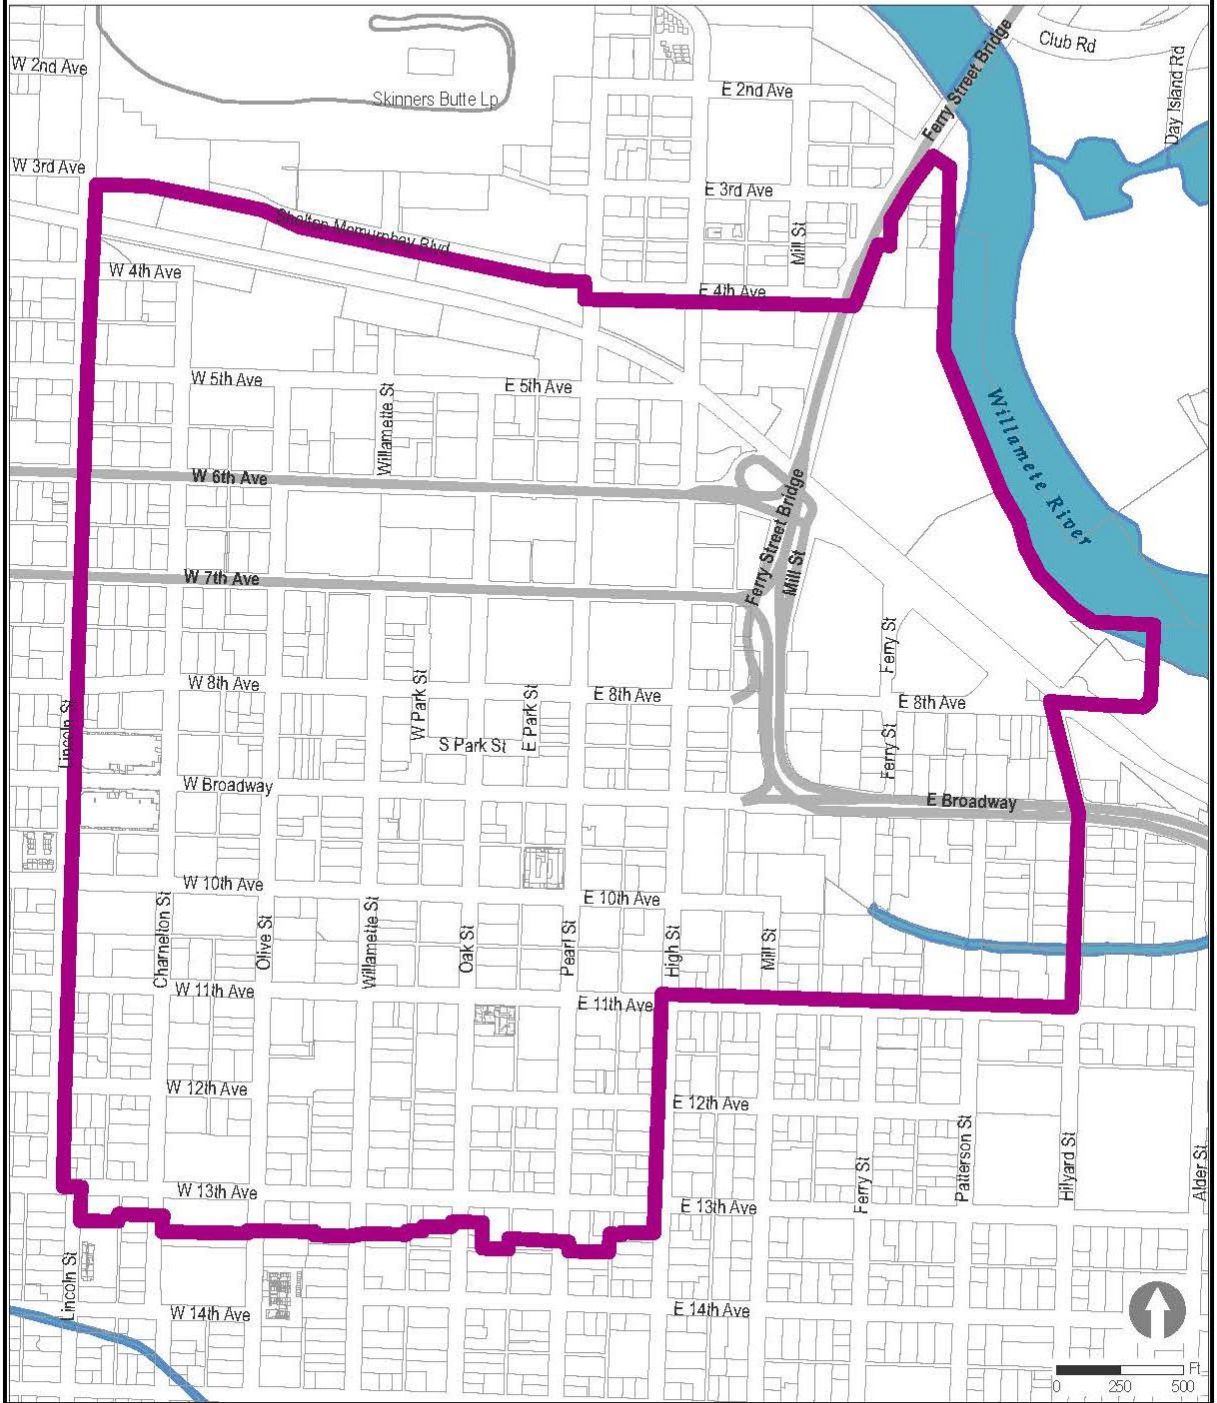 Club Rd
W 2nd Ave
Ferry Street Bridge
Day Island Rd
Skinners Butte Lp
E 2nd Ave
W 3rd Ave
E 3rd Ave
Shelton Mcmurphey Blvd
Mill St
W 4th Ave
E 4th Ave
W 5th Ave
E 5th Ave
Willamette St
Willamete River
W 6th Ave
Ferry Street Bridge
W 7th Ave
Mill St
Ferry St
W 8th Ave
W Park St
E Park St
E 8th Ave
E 8th Ave
Lincoln St
S Park St
Ferry St
W Broadway
E Broadway
W 10th Ave
E 10th Ave
Charnelton St
Olive St
Willamette St
Oak St
Pearl St
High St
Mill St
W 11th Ave
E 11th Ave
W 12th Ave
E 12th Ave
Ferry St
Patterson St
Hilyard St
Alder St
W 13th Ave
E 13th Ave
Lincoln St
W 14th Ave
E 14th Ave
Ft
0 250 500